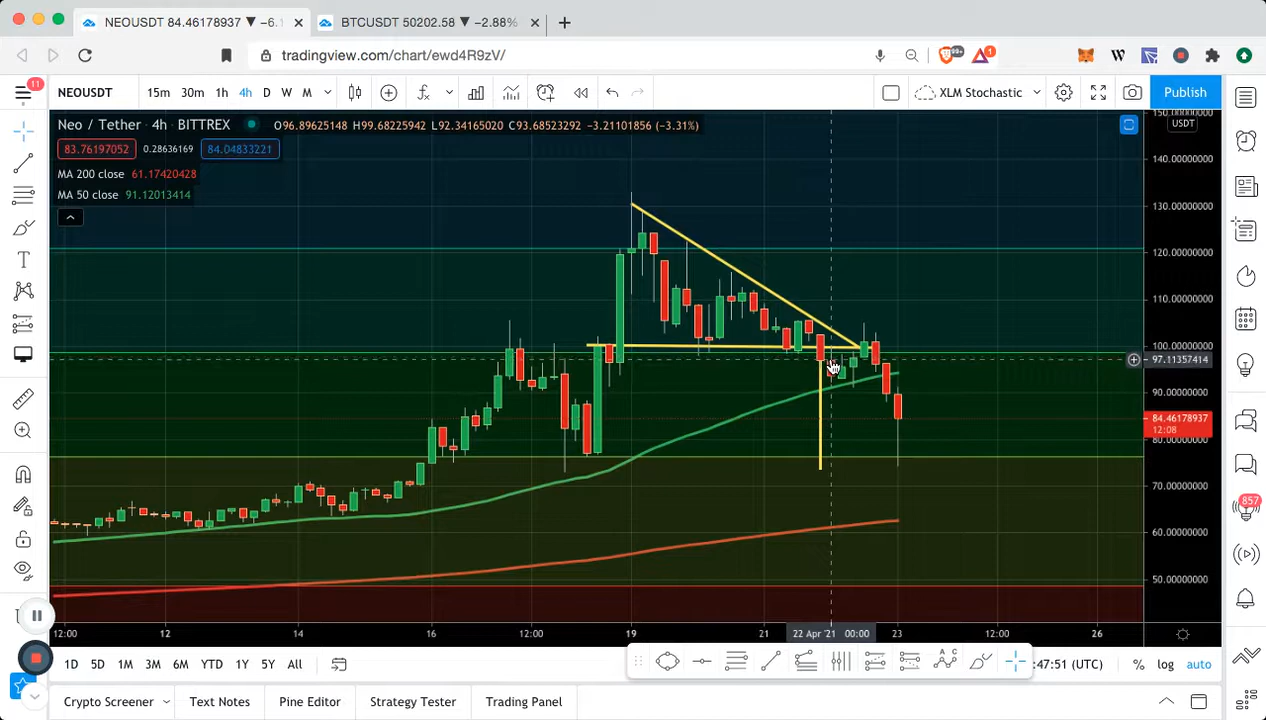 NEOUSDT 84.46178937 ▼ −6.1
BTCUSDT 50202.58 ▼ −2.88%
tradingview.com/chart/ewd4R9zV/
99+
1
W
11
NEOUSDT
15m 30m 1h 4h D W M
XLM Stochastic
Publish
Neo / Tether · 4h · BITTREX
O96.89625148 H99.68225942 L92.34165020 C93.68523292 −3.21101856 (−3.31%)
83.76197052 0.28636169 84.04833221
MA 200 close 61.17420428
MA 50 close 91.12013414
150.00000000
USDT
140.00000000
130.00000000
120.00000000
110.00000000
100.00000000
97.11357414
90.00000000
84.46178937
12:08
80.00000000
70.00000000
60.00000000
50.00000000
857
12:00 12 14 16 12:00 19 21 22 Apr '21 00:00 23 12:00 26
1D 5D 1M 3M 6M YTD 1Y 5Y All
:47:51 (UTC) % log auto
Crypto Screener Text Notes Pine Editor Strategy Tester Trading Panel